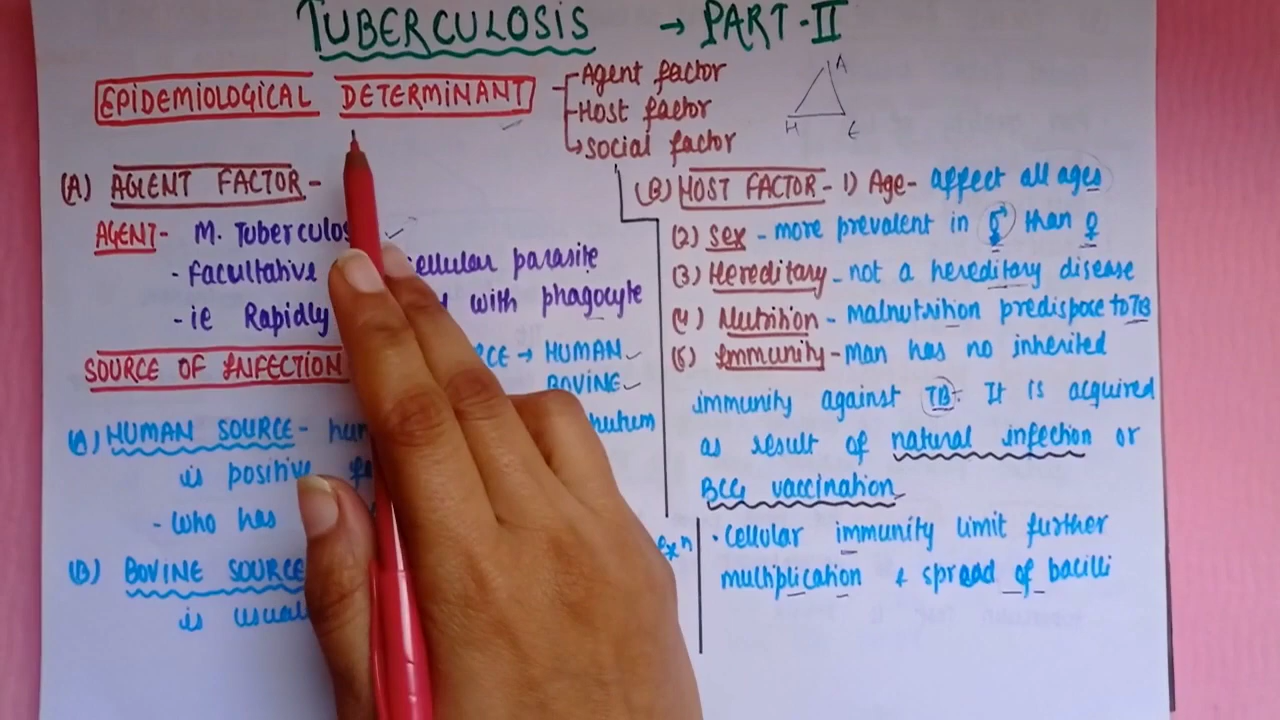 TUBERCULOSIS → PART-II
EPIDEMIOLOGICAL DETERMINANT
Agent factor
Host factor
Social factor
A
H E
(A) AGENT FACTOR-
AGENT- M. Tuberculos
- facultative cellular parasite
- ie Rapidly with phagocyte
SOURCE OF INFECTION
→ HUMAN
BOVINE
(A) HUMAN SOURCE-
is positive
- who has
(B) BOVINE SOURCE
is
(B) HOST FACTOR- 1) Age- affect all ages
(2) Sex - more prevalent in ♂ than ♀
(3) Hereditary- not a hereditary disease
(4) Nutrition - malnutrition predispose to TB
(5) Immunity- man has no inherited
immunity against TB. It is acquired
as result of natural infection or
BCG vaccination
· cellular immunity limit further
multiplication + spread of bacilli